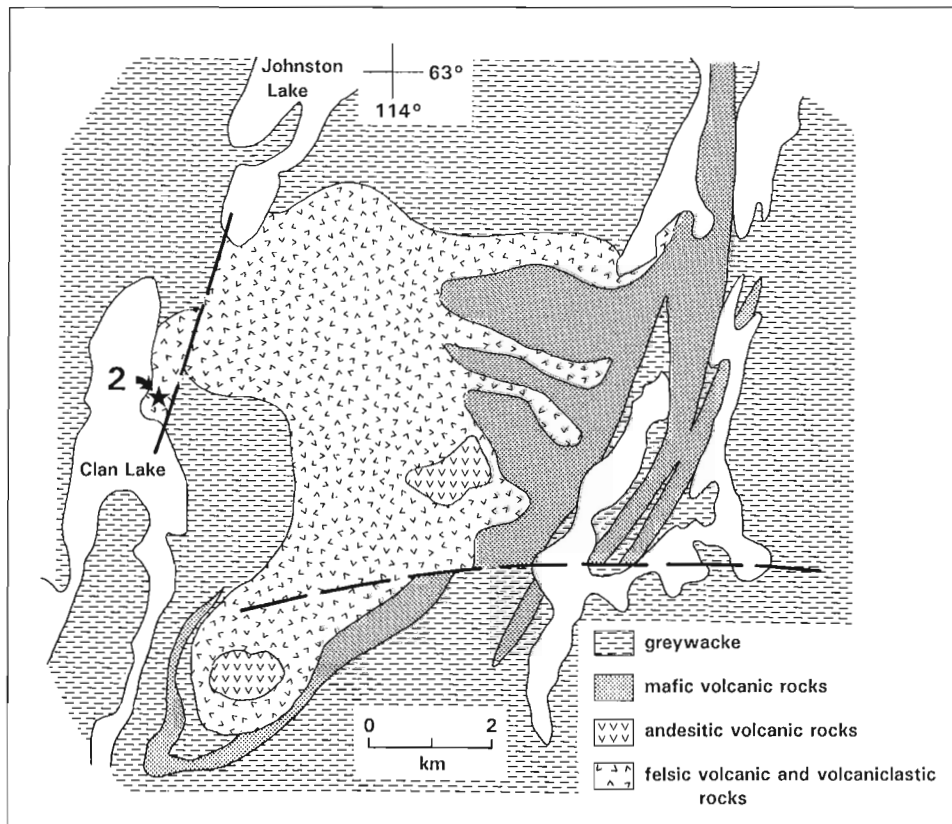 Johnston
Lake
63°
114°
2
Clan Lake
greywacke
mafic volcanic rocks
andesitic volcanic rocks
felsic volcanic and volcaniclastic
rocks
0 2
km